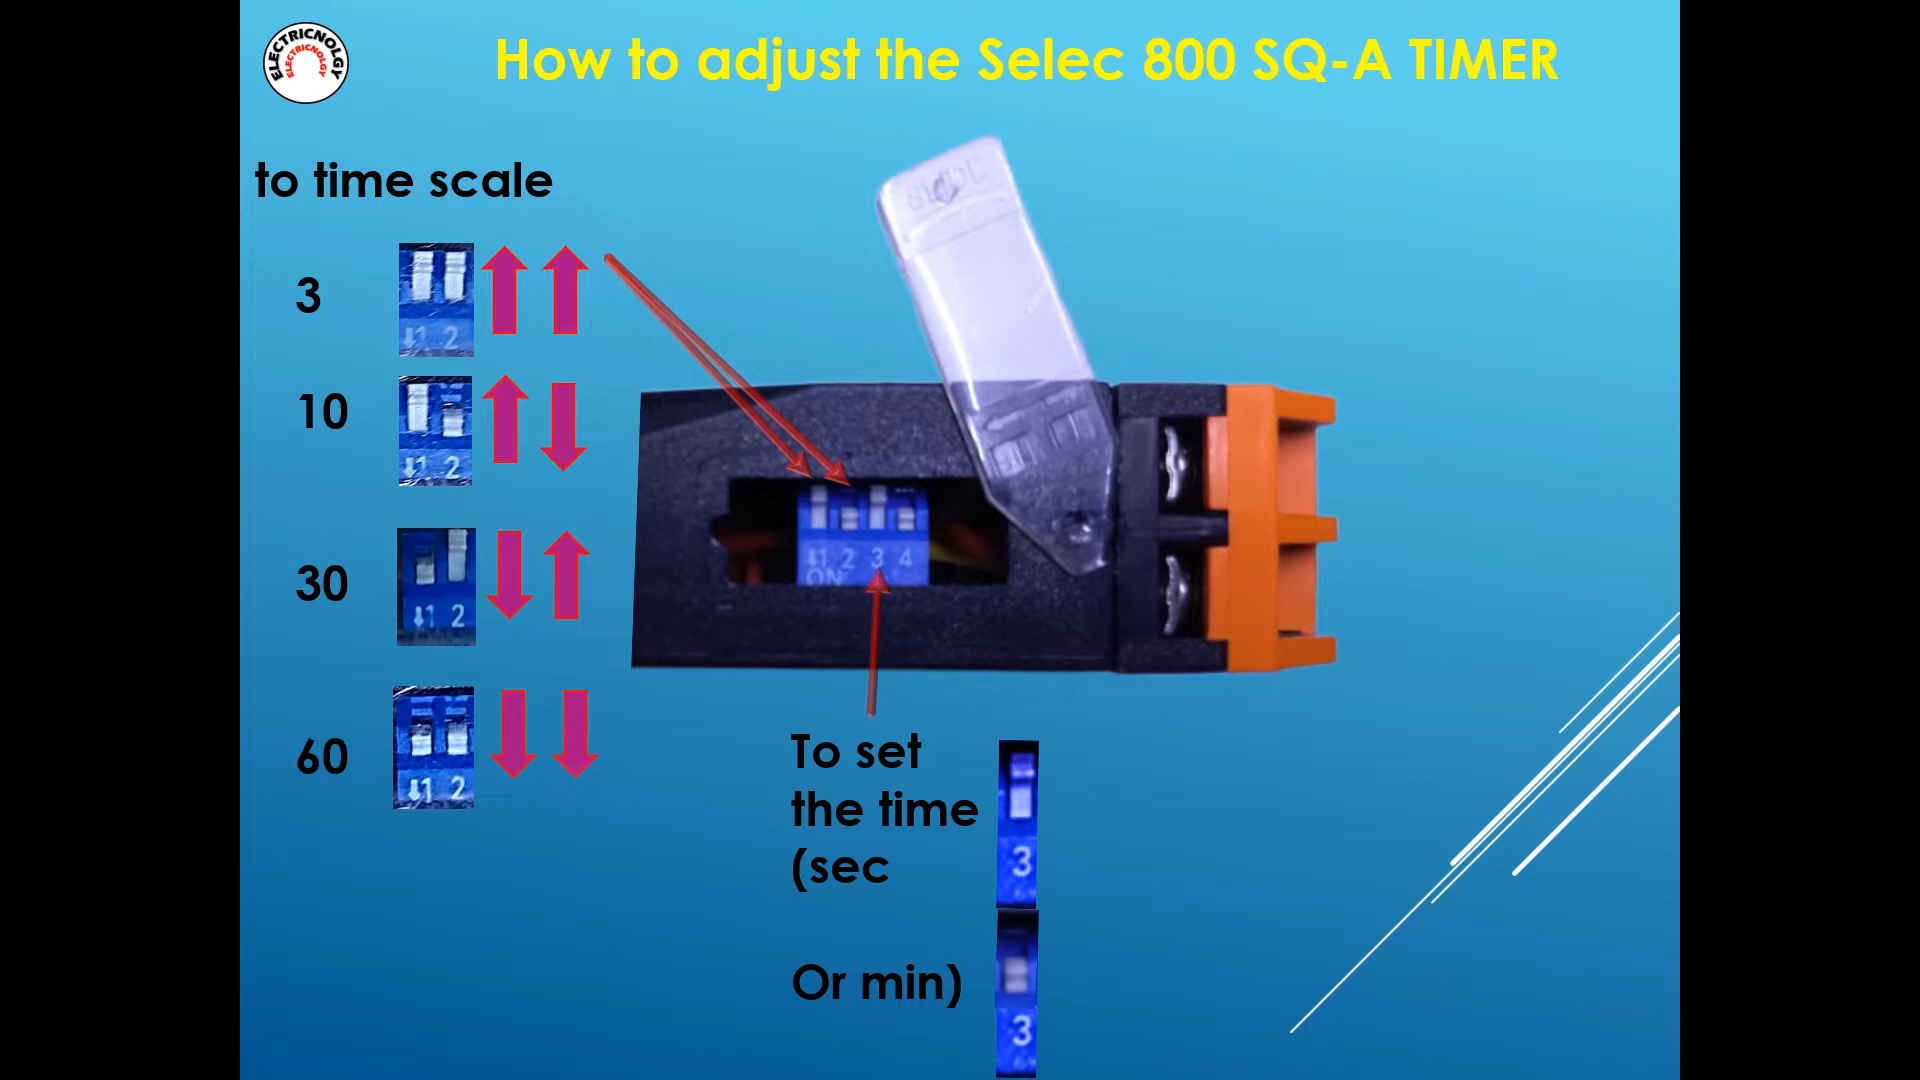 ELECTRICNOLGY
ELECTRICNOLGY
How to adjust the Selec 800 SQ-A TIMER
to time scale
3
↓1 2
10
↓1 2
30
↓1 2
60
↓1 2
↓1 2 3 4
ON
To set
the time
(sec
3
Or min)
3